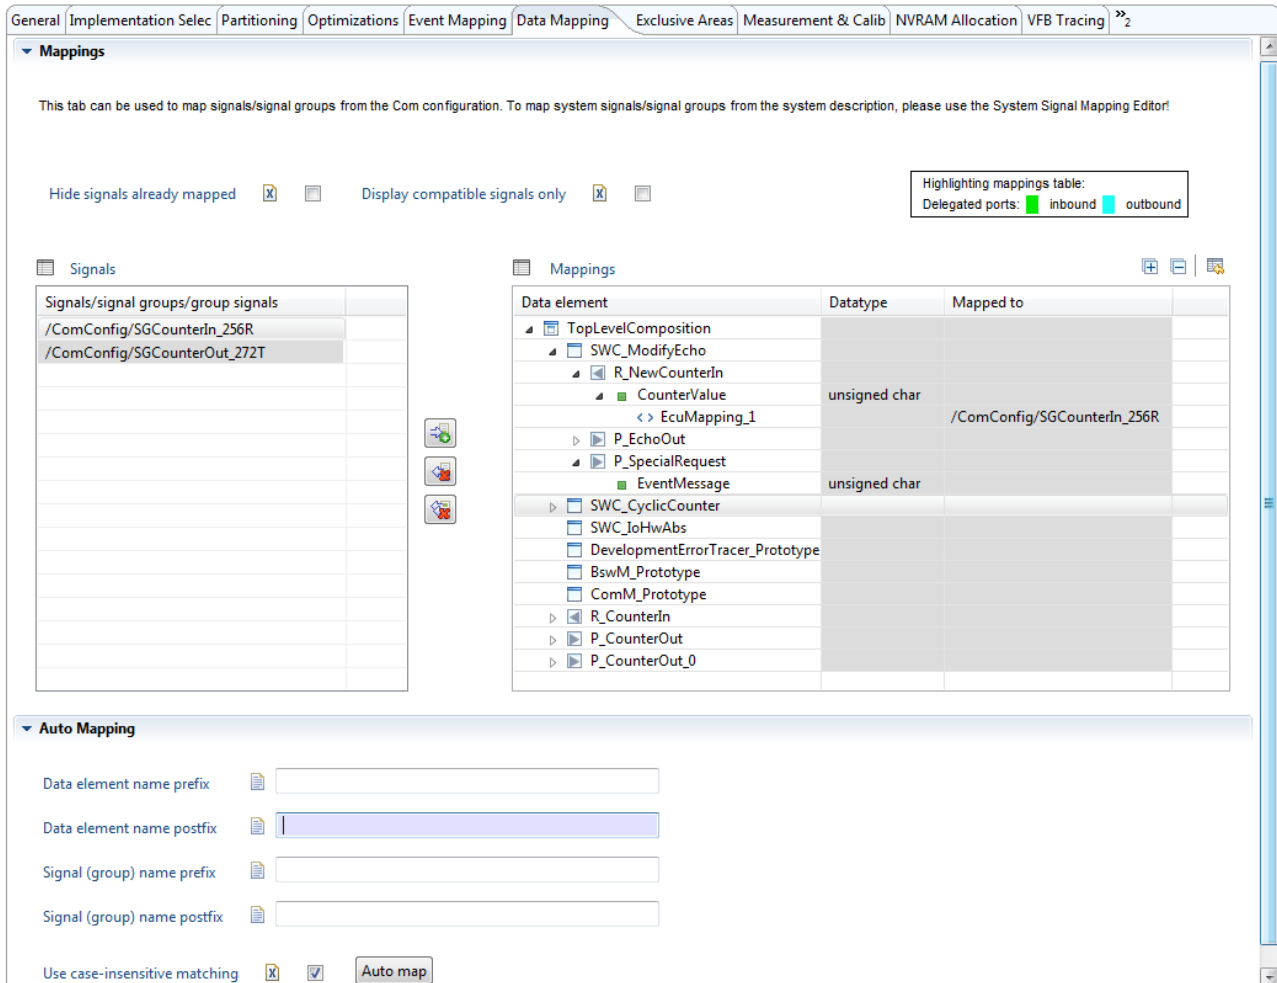 General Implementation Selec Partitioning Optimizations Event Mapping Data Mapping Exclusive Areas Measurement & Calib NVRAM Allocation VFB Tracing »2
Mappings
This tab can be used to map signals/signal groups from the Com configuration. To map system signals/signal groups from the system description, please use the System Signal Mapping Editor!
Hide signals already mapped Display compatible signals only
Highlighting mappings table:
Delegated ports: inbound outbound
Signals
Signals/signal groups/group signals
/ComConfig/SGCounterIn_256R
/ComConfig/SGCounterOut_272T
Mappings
Data element Datatype Mapped to
TopLevelComposition
SWC_ModifyEcho
R_NewCounterIn
CounterValue unsigned char
EcuMapping_1 /ComConfig/SGCounterIn_256R
P_EchoOut
P_SpecialRequest
EventMessage unsigned char
SWC_CyclicCounter
SWC_IoHwAbs
DevelopmentErrorTracer_Prototype
BswM_Prototype
ComM_Prototype
R_CounterIn
P_CounterOut
P_CounterOut_0
Auto Mapping
Data element name prefix
Data element name postfix
Signal (group) name prefix
Signal (group) name postfix
Use case-insensitive matching Auto map